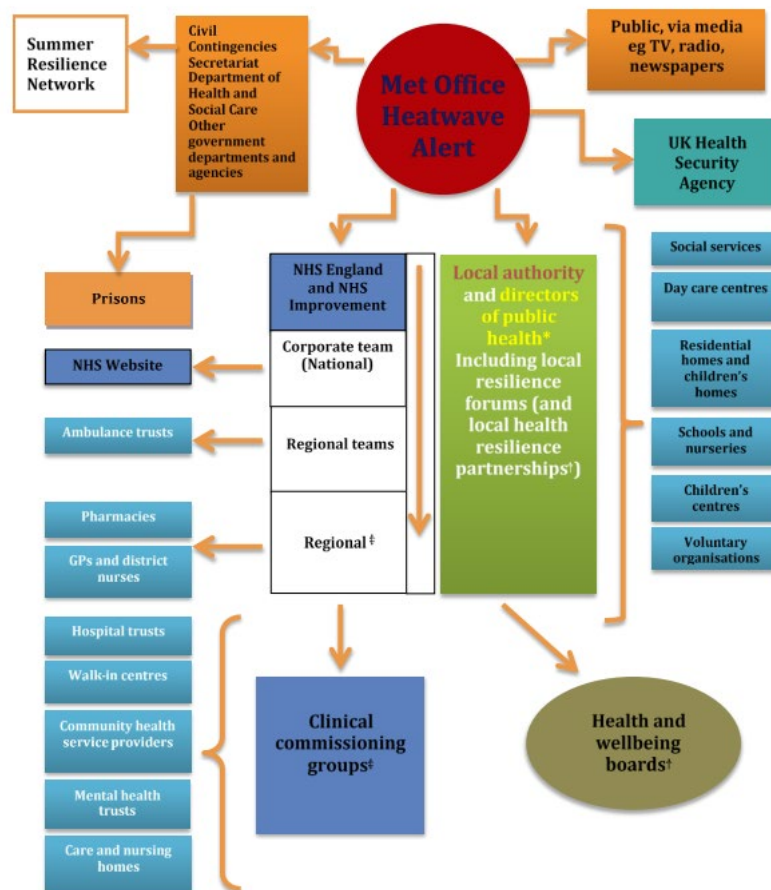 Summer
Resilience
Network
Civil
Contingencies
Secretariat
Department of
Health and
Social Care
Other
government
departments and
agencies
Met Office
Heatwave
Alert
Public, via media
eg TV, radio,
newspapers
UK Health
Security
Agency
Prisons
NHS England
and NHS
Improvement
Corporate team
(National)
Regional teams
Regional ‡
Local authority
and directors
of public
health*
Including local
resilience
forums (and
local health
resilience
partnerships†)
Social services
Day care centres
Residential
homes and
children's
homes
Schools and
nurseries
Children's
centres
Voluntary
organisations
NHS Website
Ambulance trusts
Pharmacies
GPs and district
nurses
Hospital trusts
Walk-in centres
Community health
service providers
Mental health
trusts
Care and nursing
homes
Clinical
commissioning
groups‡
Health and
wellbeing
boards†